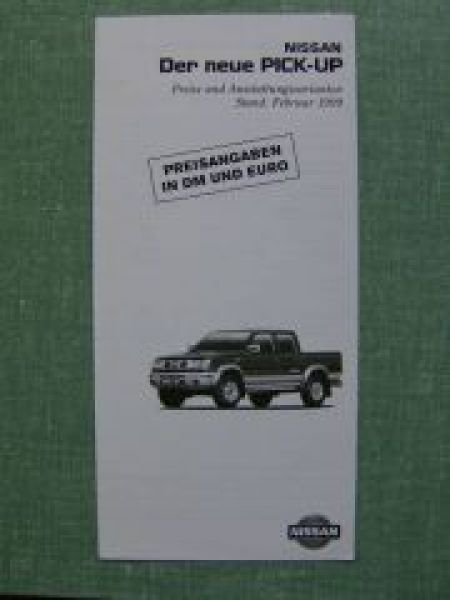 NISSAN
Der neue PICK-UP
Preise und Ausstattungsvarianten
Stand, Februar 1999
PREISANGABEN
IN DM UND EURO
NISSAN